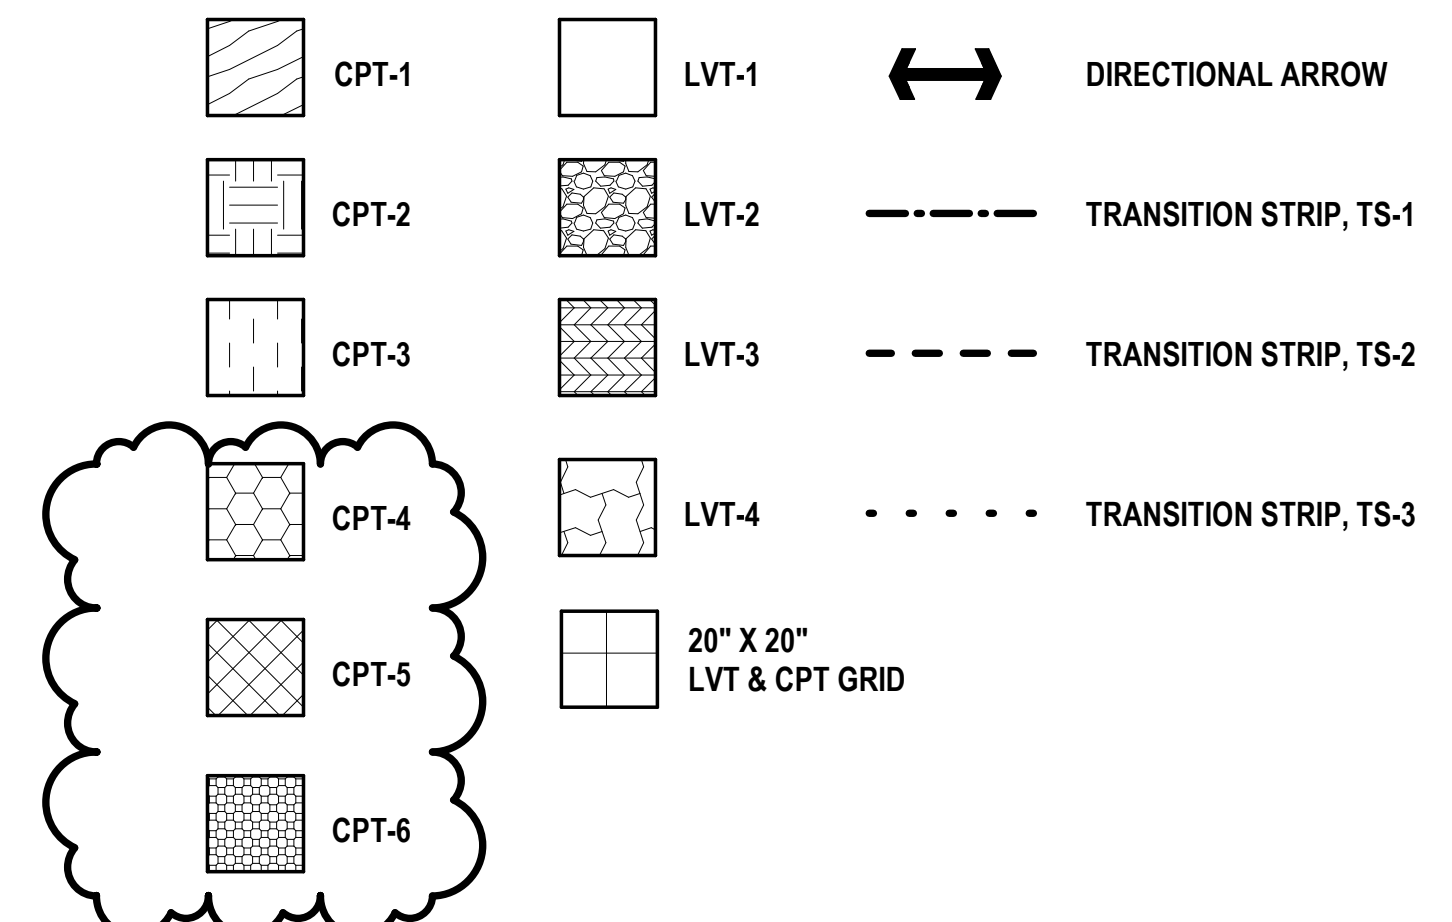 CPT-1
LVT-1
DIRECTIONAL ARROW
CPT-2
LVT-2
TRANSITION STRIP, TS-1
CPT-3
LVT-3
TRANSITION STRIP, TS-2
CPT-4
LVT-4
TRANSITION STRIP, TS-3
CPT-5
20" X 20"
LVT & CPT GRID
CPT-6